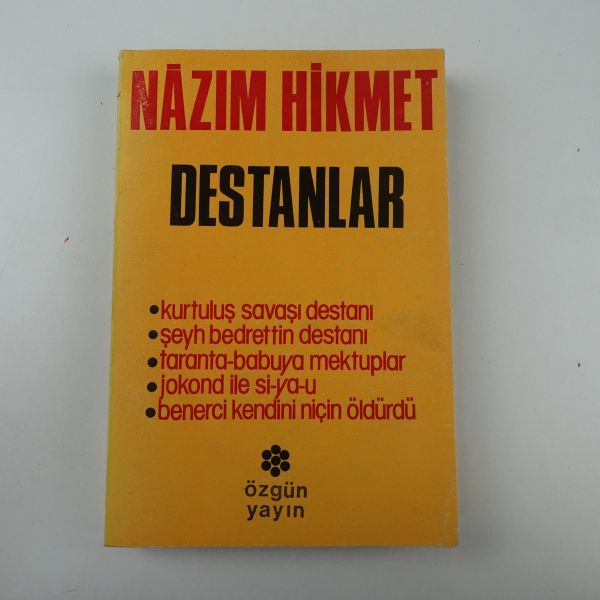 NÂZIM HİKMET
DESTANLAR
•kurtuluş savaşı destanı
•şeyh bedrettin destanı
•taranta-babuya mektuplar
•jokond ile si-ya-u
•benerci kendini niçin öldürdü
özgün
yayın